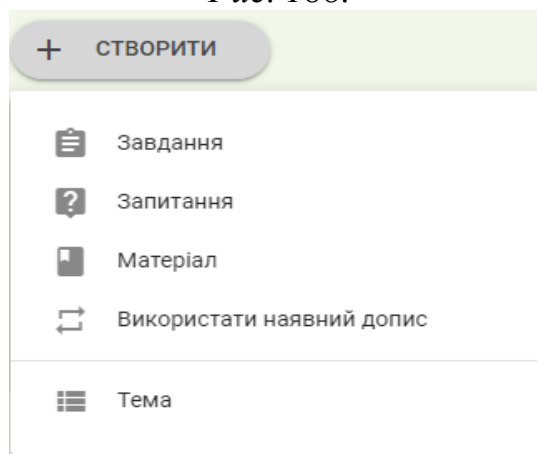 + СТВОРИТИ
Завдання
Запитання
Матеріал
Використати наявний допис
Тема